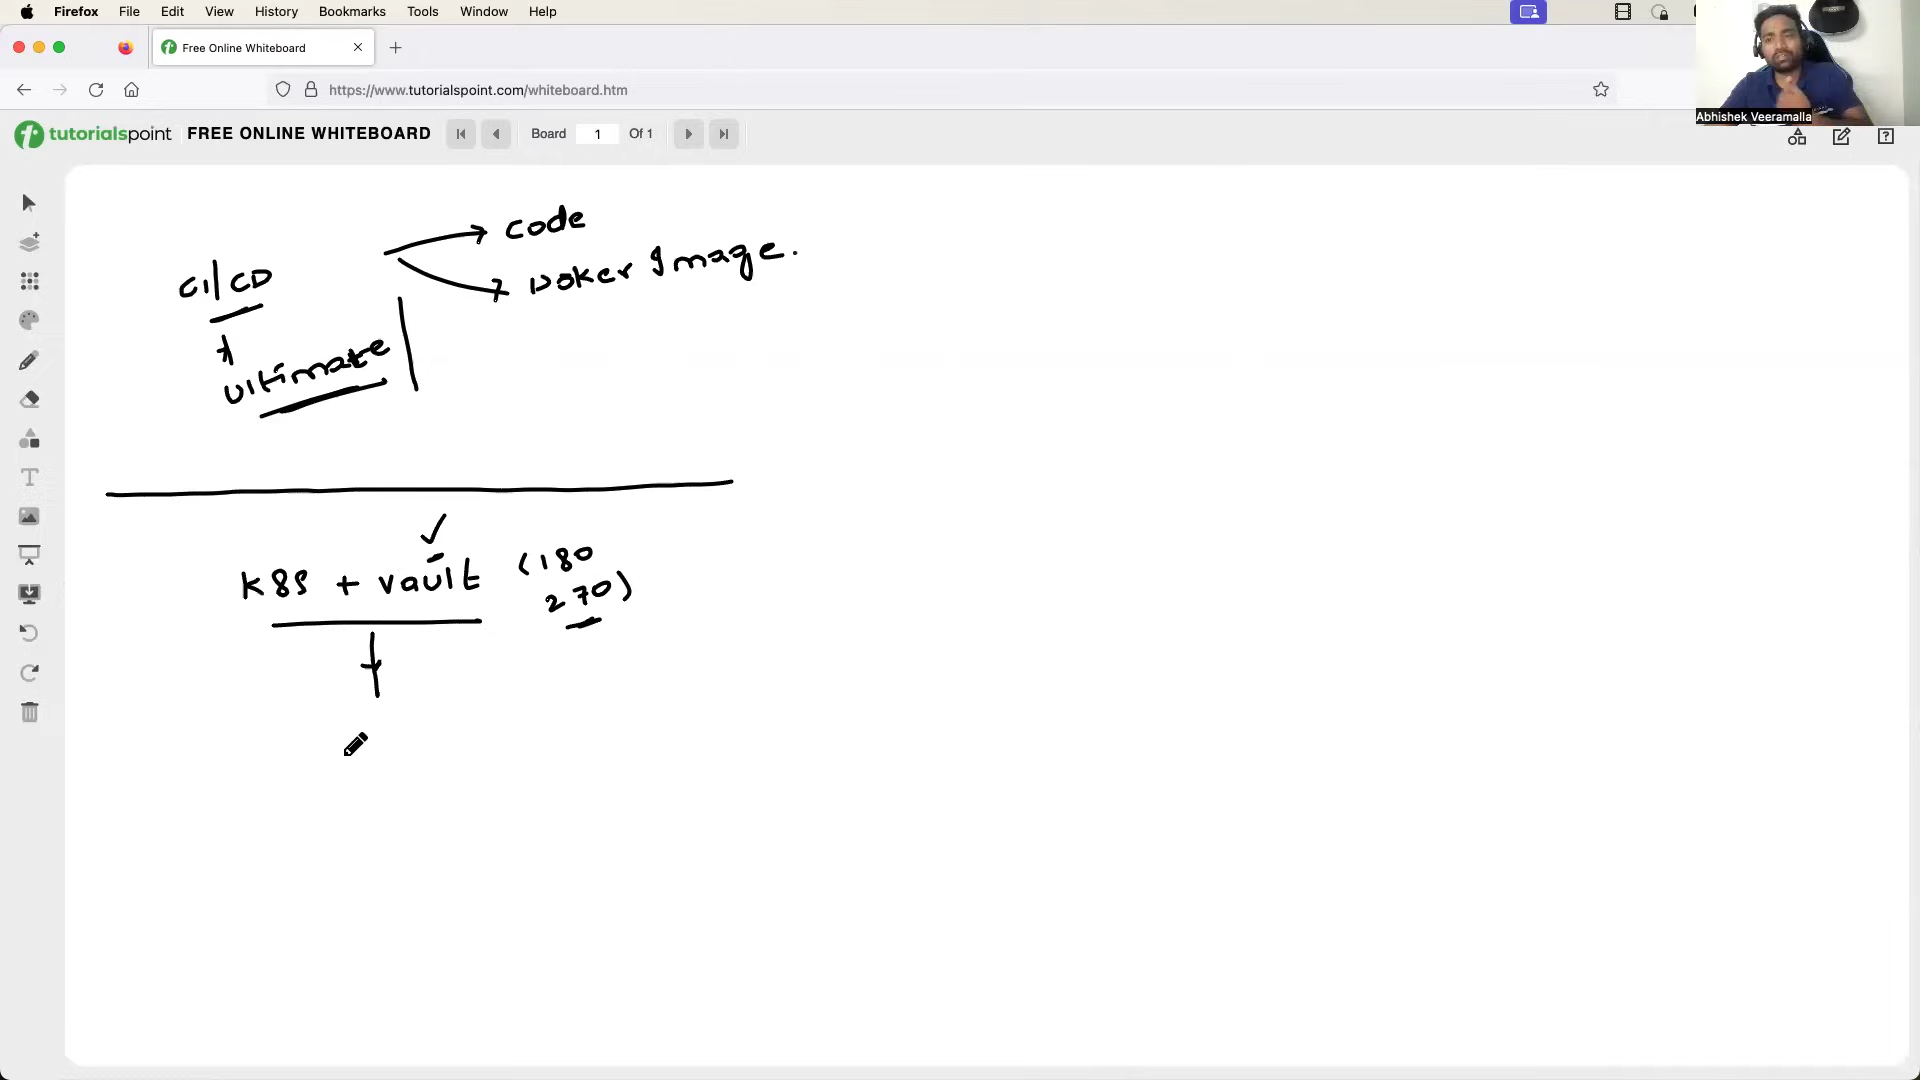 Firefox File Edit View History Bookmarks Tools Window Help
Free Online Whiteboard
https://www.tutorialspoint.com/whiteboard.htm
Abhishek Veeramalla
tutorialspoint FREE ONLINE WHITEBOARD Board 1 Of 1
code
Doker Image.
CI/CD
Ultimate
K8S + vault (180
270)